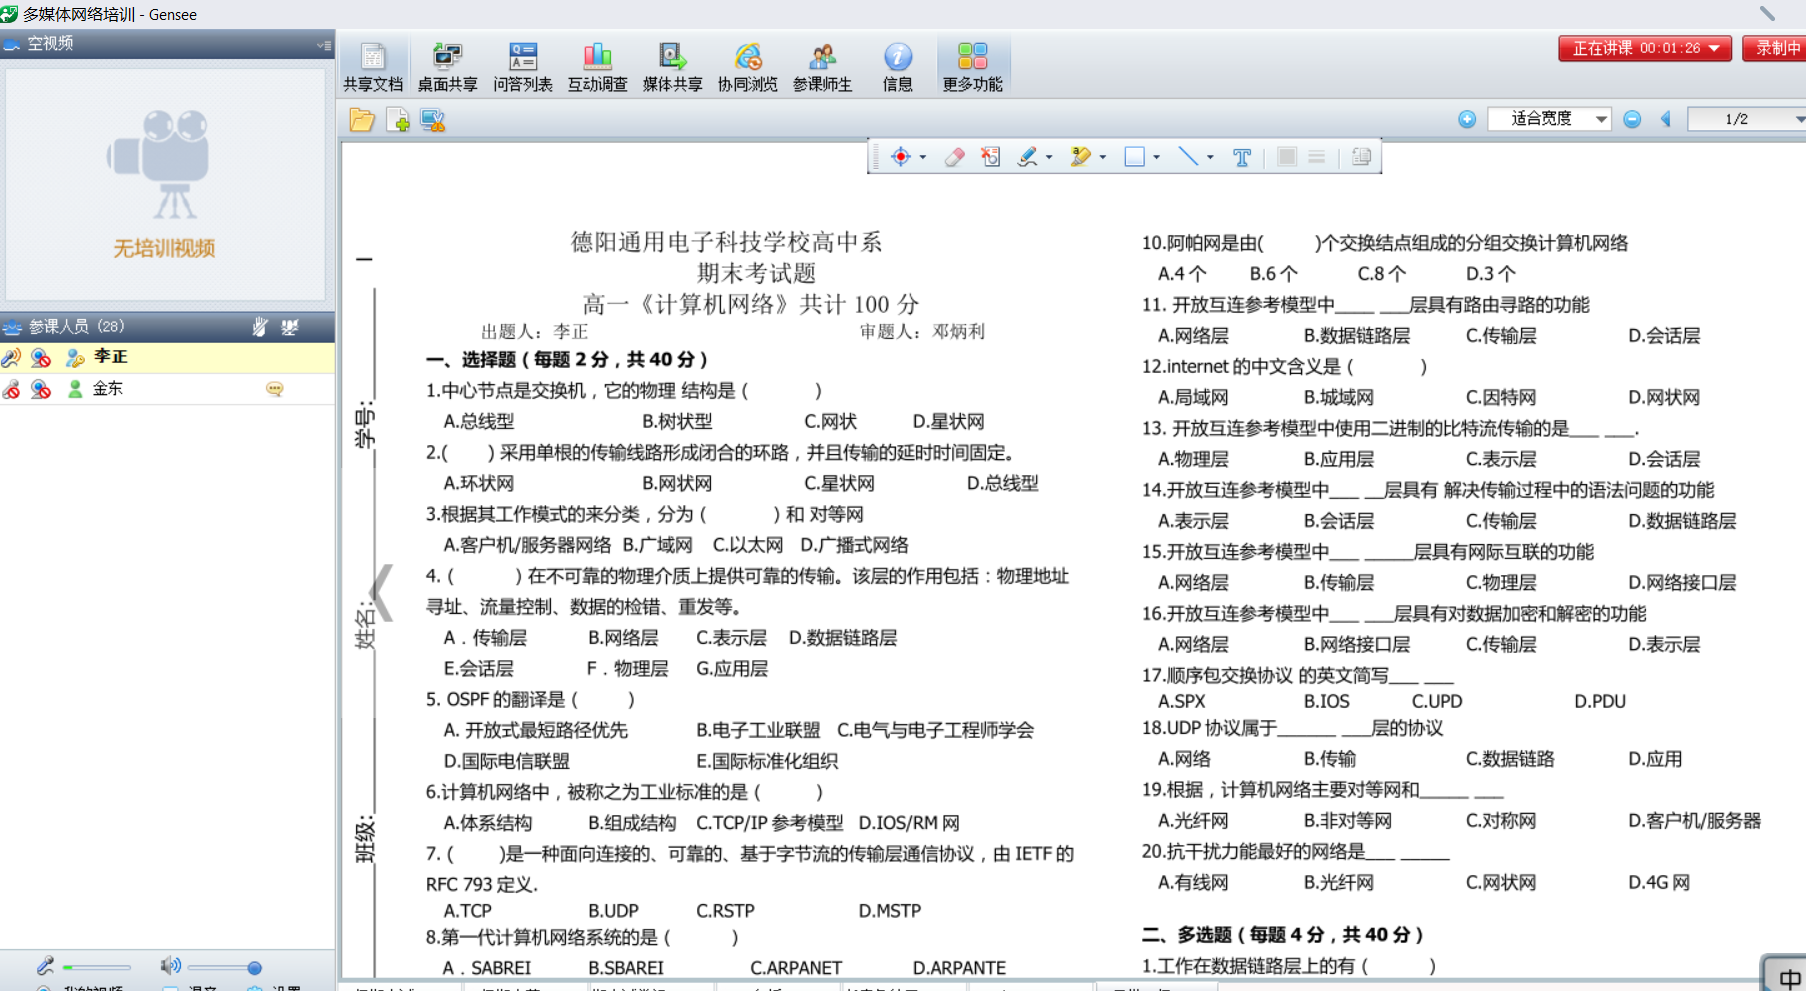 多媒体网络培训 - Gensee
空视频
无培训视频
参课人员 (28)
李正
金东
共享文档 桌面共享 问答列表 互动调查 媒体共享 协同浏览 参课师生 信息 更多功能
正在讲课 00:01:26
录制中
适合宽度
1/2
德阳通用电子科技学校高中系
期末考试题
高一《计算机网络》共计 100 分
出题人：李正 审题人：邓炳利
学号:
姓名:
班级:
一、选择题（每题 2 分，共 40 分）
1.中心节点是交换机，它的物理 结构是（ ）
A.总线型 B.树状型 C.网状 D.星状网
2.( ) 采用单根的传输线路形成闭合的环路，并且传输的延时时间固定。
A.环状网 B.网状网 C.星状网 D.总线型
3.根据其工作模式的来分类，分为（ ）和 对等网
A.客户机/服务器网络 B.广域网 C.以太网 D.广播式网络
4.（ ）在不可靠的物理介质上提供可靠的传输。该层的作用包括：物理地址
寻址、流量控制、数据的检错、重发等。
A．传输层 B.网络层 C.表示层 D.数据链路层
E.会话层 F．物理层 G.应用层
5. OSPF 的翻译是（ ）
A. 开放式最短路径优先 B.电子工业联盟 C.电气与电子工程师学会
D.国际电信联盟 E.国际标准化组织
6.计算机网络中，被称之为工业标准的是（ ）
A.体系结构 B.组成结构 C.TCP/IP 参考模型 D.IOS/RM 网
7.（ )是一种面向连接的、可靠的、基于字节流的传输层通信协议，由 IETF 的
RFC 793 定义.
A.TCP B.UDP C.RSTP D.MSTP
8.第一代计算机网络系统的是（ ）
A．SABREI B.SBAREI C.ARPANET D.ARPANTE
10.阿帕网是由( )个交换结点组成的分组交换计算机网络
A.4 个 B.6 个 C.8 个 D.3 个
11. 开放互连参考模型中____ ___层具有路由寻路的功能
A.网络层 B.数据链路层 C.传输层 D.会话层
12.internet 的中文含义是（ ）
A.局域网 B.城域网 C.因特网 D.网状网
13. 开放互连参考模型中使用二进制的比特流传输的是___ ___.
A.物理层 B.应用层 C.表示层 D.会话层
14.开放互连参考模型中___ __层具有 解决传输过程中的语法问题的功能
A.表示层 B.会话层 C.传输层 D.数据链路层
15.开放互连参考模型中___ _____层具有网际互联的功能
A.网络层 B.传输层 C.物理层 D.网络接口层
16.开放互连参考模型中___ ___层具有对数据加密和解密的功能
A.网络层 B.网络接口层 C.传输层 D.表示层
17.顺序包交换协议 的英文简写___ ___
A.SPX B.IOS C.UPD D.PDU
18.UDP 协议属于______ ___层的协议
A.网络 B.传输 C.数据链路 D.应用
19.根据，计算机网络主要对等网和_____ ___
A.光纤网 B.非对等网 C.对称网 D.客户机/服务器
20.抗干扰力能最好的网络是___ _____
A.有线网 B.光纤网 C.网状网 D.4G 网
二、多选题（每题 4 分，共 40 分）
1.工作在数据链路层上的有（ ）
中